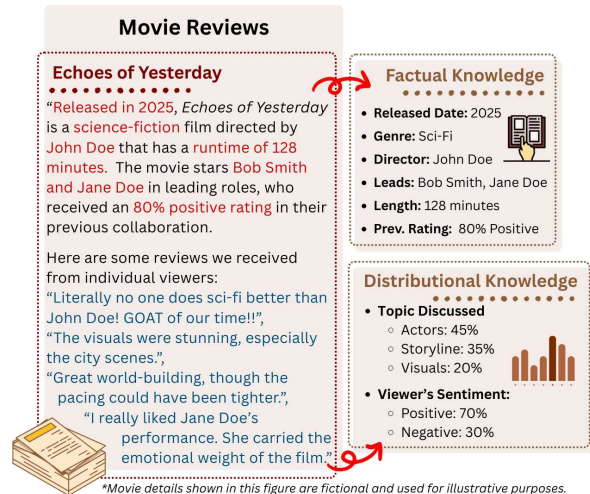 Movie Reviews
Echoes of Yesterday
“Released in 2025, Echoes of Yesterday
is a science-fiction film directed by
John Doe that has a runtime of 128
minutes. The movie stars Bob Smith
and Jane Doe in leading roles, who
received an 80% positive rating in their
previous collaboration.
Here are some reviews we received
from individual viewers:
“Literally no one does sci-fi better than
John Doe! GOAT of our time!!”,
“The visuals were stunning, especially
the city scenes.”,
“Great world-building, though the
pacing could have been tighter.”,
“I really liked Jane Doe’s
performance. She carried the
emotional weight of the film.”
Factual Knowledge
• Released Date: 2025
• Genre: Sci-Fi
• Director: John Doe
• Leads: Bob Smith, Jane Doe
• Length: 128 minutes
• Prev. Rating: 80% Positive
Distributional Knowledge
• Topic Discussed
◦ Actors: 45%
◦ Storyline: 35%
◦ Visuals: 20%
• Viewer’s Sentiment:
◦ Positive: 70%
◦ Negative: 30%
*Movie details shown in this figure are fictional and used for illustrative purposes.